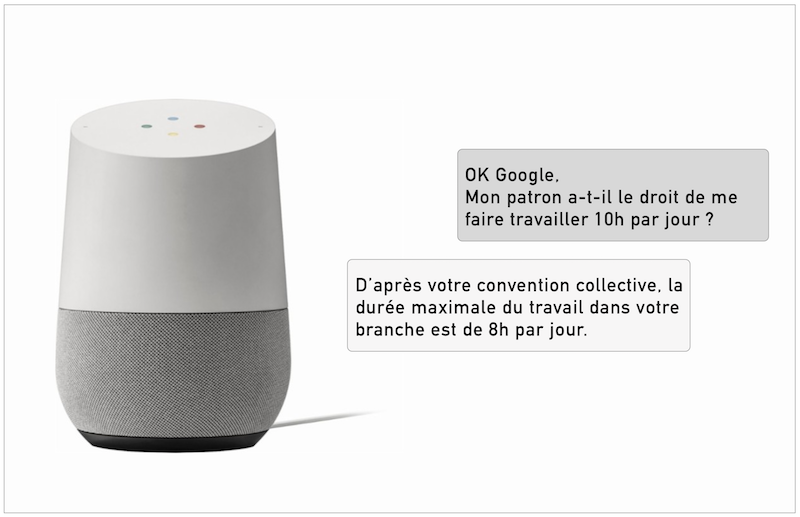 OK Google,
Mon patron a-t-il le droit de me
faire travailler 10h par jour ?
D'après votre convention collective, la
durée maximale du travail dans votre
branche est de 8h par jour.